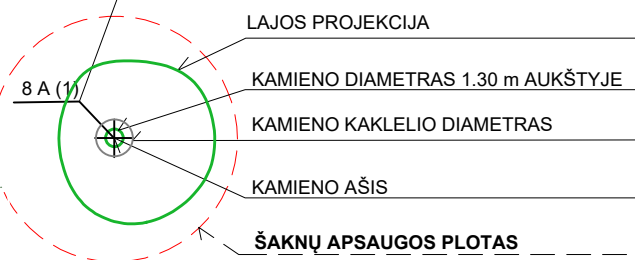 LAJOS PROJEKCIJA
8 A (1)
KAMIENO DIAMETRAS 1.30 m AUKŠTYJE
KAMIENO KAKLELIO DIAMETRAS
KAMIENO AŠIS
ŠAKNŲ APSAUGOS PLOTAS